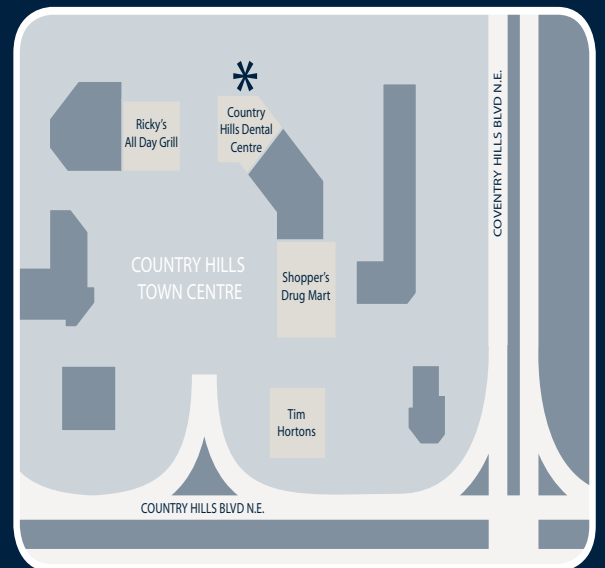 *
Country
Hills Dental
Centre
Ricky's
All Day Grill
COVENTRY HILLS BLVD N.E.
COUNTRY HILLS
TOWN CENTRE
Shopper's
Drug Mart
Tim
Hortons
COUNTRY HILLS BLVD N.E.